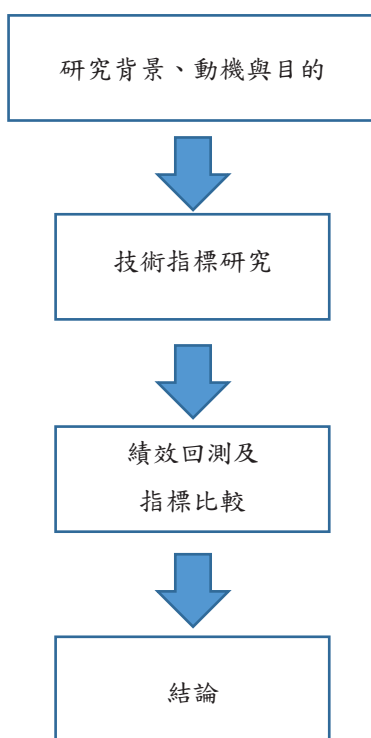 研究背景、動機與目的
技術指標研究
績效回測及
指標比較
結論